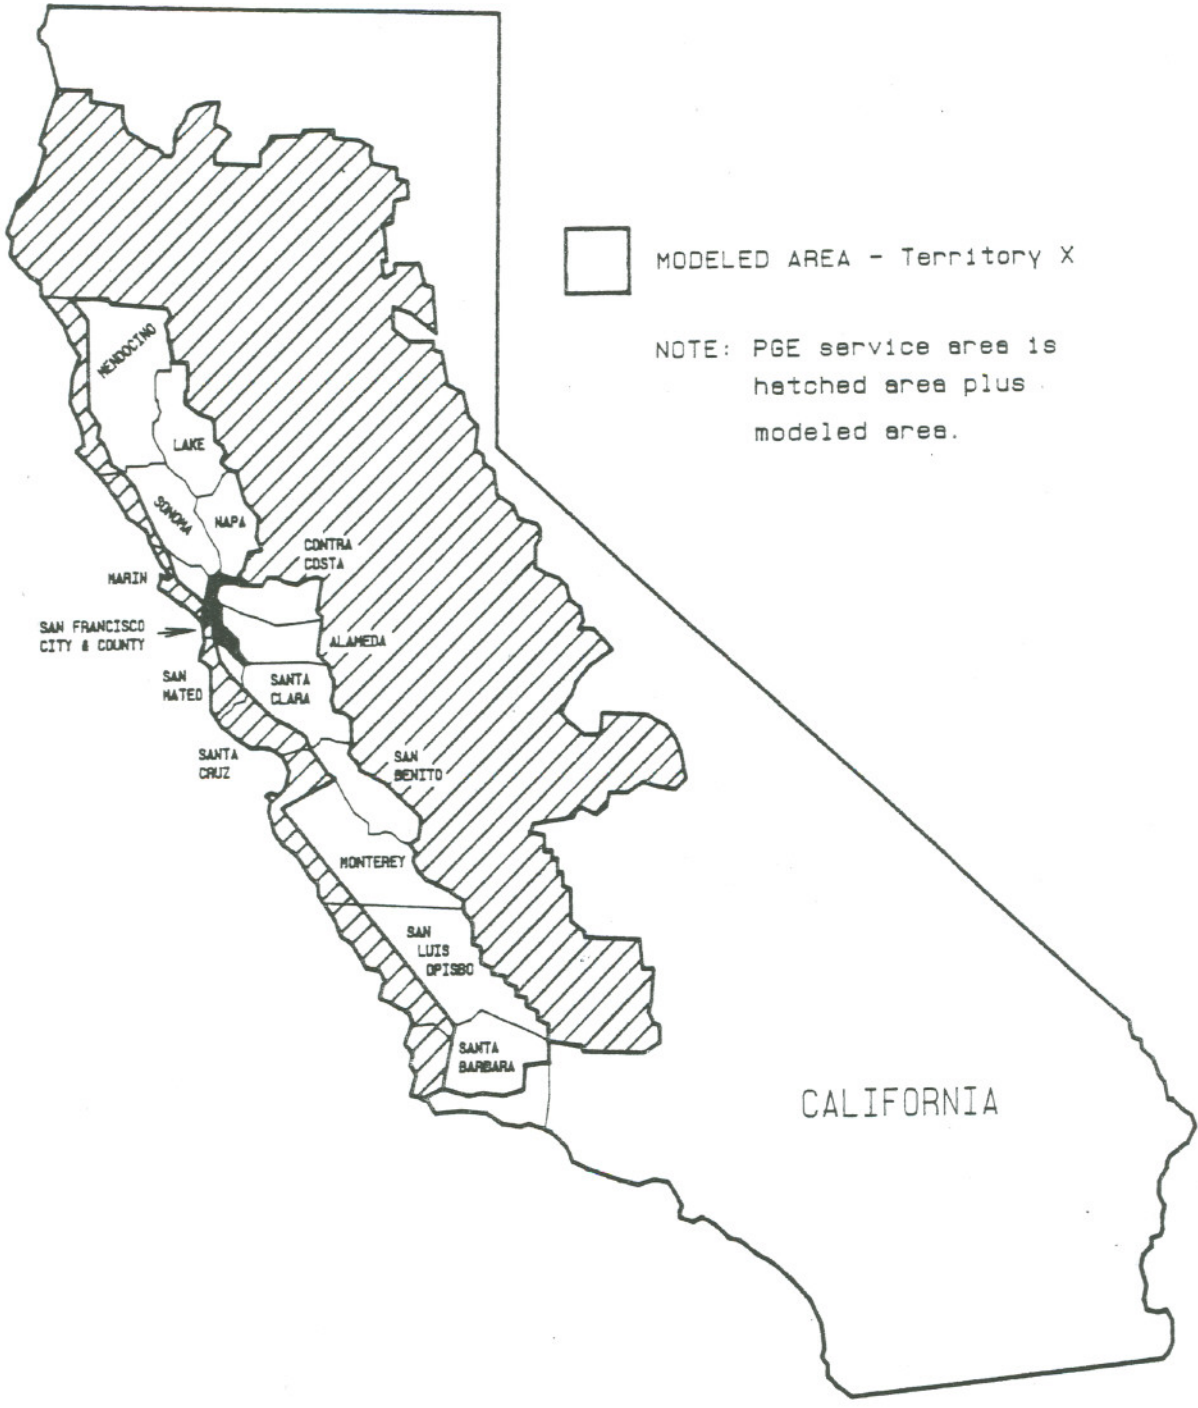 MODELED AREA - Territory X
NOTE: PGE service area is
hatched area plus
modeled area.
MENDOCINO
LAKE
SONOMA
NAPA
CONTRA
COSTA
MARIN
SAN FRANCISCO
CITY & COUNTY
ALAMEDA
SAN
MATEO
SANTA
CLARA
SANTA
CRUZ
SAN
BENITO
MONTEREY
SAN
LUIS
OPISBO
SANTA
BARBARA
CALIFORNIA